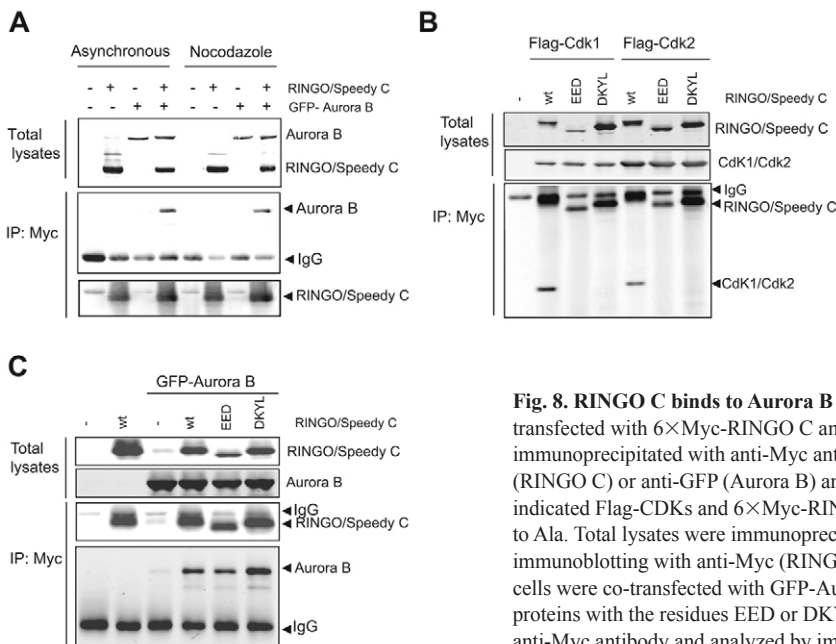 A
Asynchronous Nocodazole
- + - + - + - + RINGO/Speedy C
- - + + - - + + GFP- Aurora B
Total lysates
Aurora B
RINGO/Speedy C
IP: Myc
Aurora B
IgG
RINGO/Speedy C
B
Flag-Cdk1 Flag-Cdk2
- wt EED DKYL wt EED DKYL RINGO/Speedy C
Total lysates
RINGO/Speedy C
CdK1/Cdk2
IP: Myc
IgG
RINGO/Speedy C
CdK1/Cdk2
C
GFP-Aurora B
- wt - wt EED DKYL RINGO/Speedy C
Total lysates
RINGO/Speedy C
Aurora B
IP: Myc
IgG
RINGO/Speedy C
Aurora B
IgG
Fig. 8. RINGO C binds to Aurora B
transfected with 6×Myc-RINGO C an
immunoprecipitated with anti-Myc ant
(RINGO C) or anti-GFP (Aurora B) an
indicated Flag-CDKs and 6×Myc-RIN
to Ala. Total lysates were immunoprec
immunoblotting with anti-Myc (RING
cells were co-transfected with GFP-Au
proteins with the residues EED or DKY
anti-Myc antibody and analyzed by im